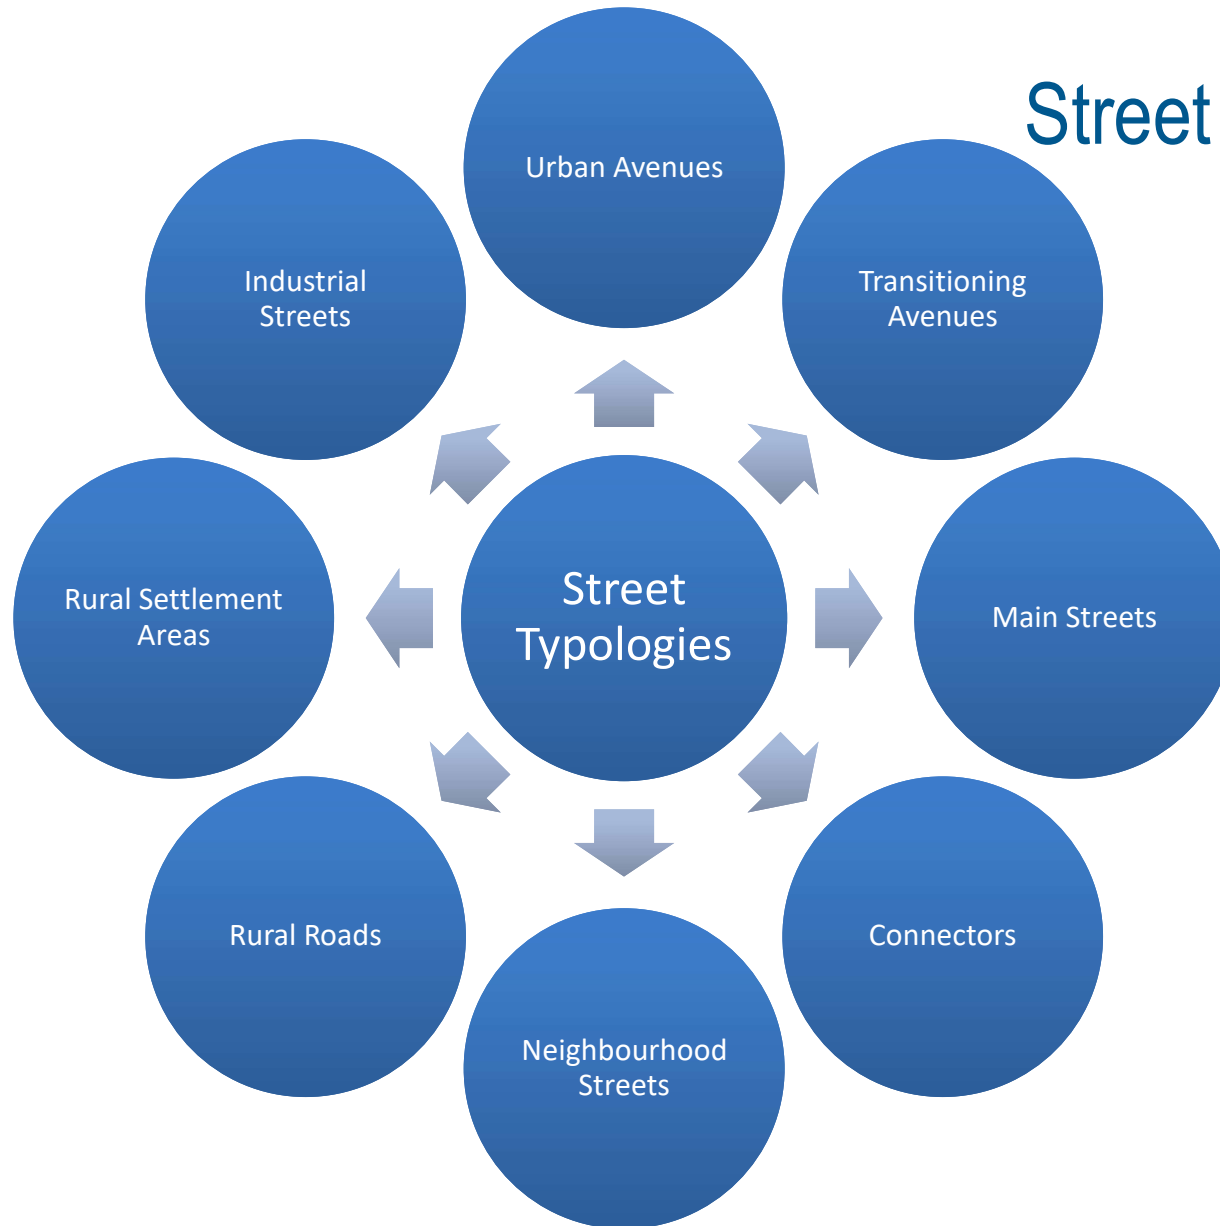 Street
Urban Avenues
Transitioning
Avenues
Main Streets
Connectors
Neighbourhood
Streets
Rural Roads
Rural Settlement
Areas
Industrial
Streets
Street
Typologies